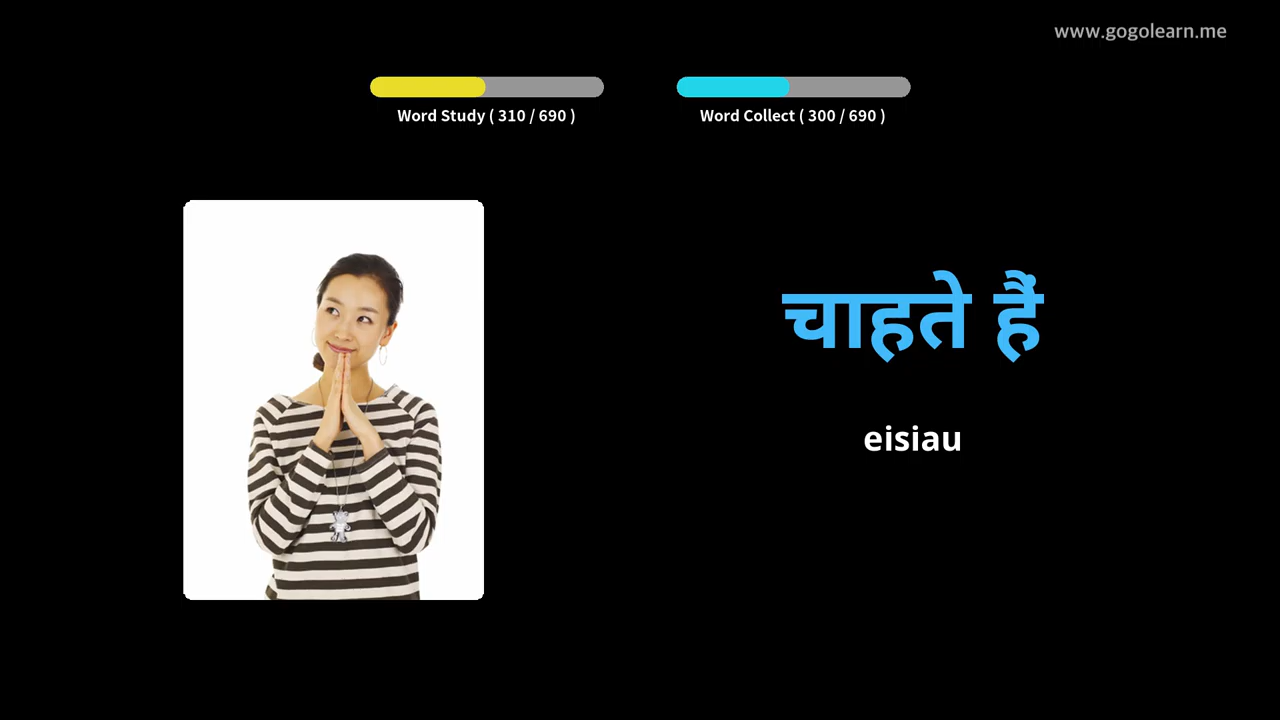 www.gogolearn.me
Word Study ( 310 / 690 )
Word Collect ( 300 / 690 )
चाहते हैं
eisiau